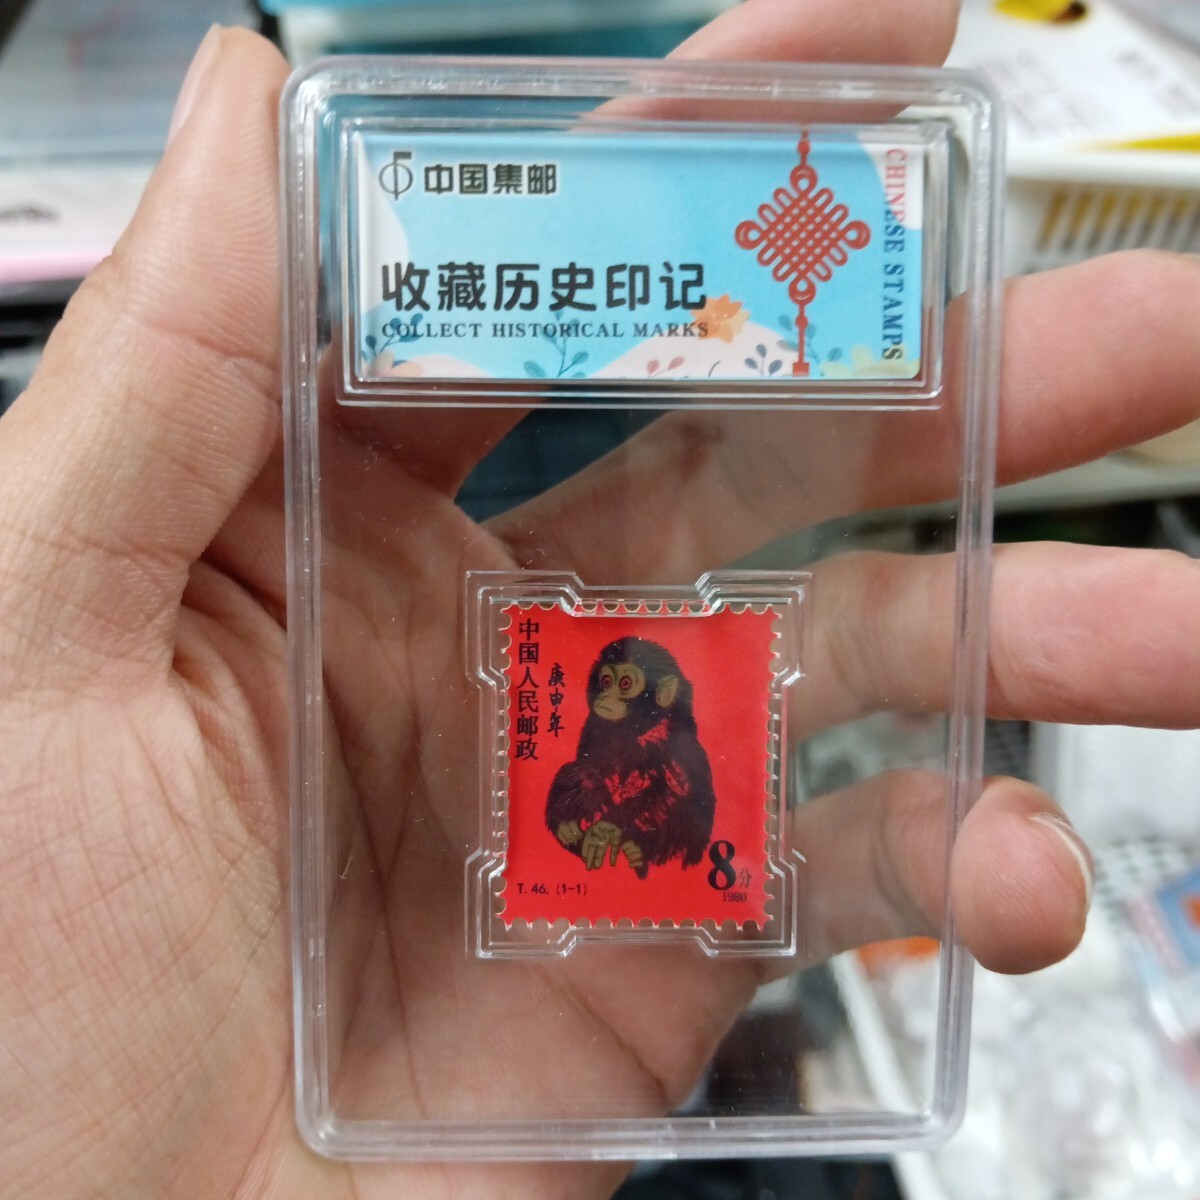 中国集邮
收藏历史印记
COLLECT HISTORICAL MARKS
CHINESE STAMPS
中国人民邮政
庚申年
T. 46. (1-1)
8分
1980